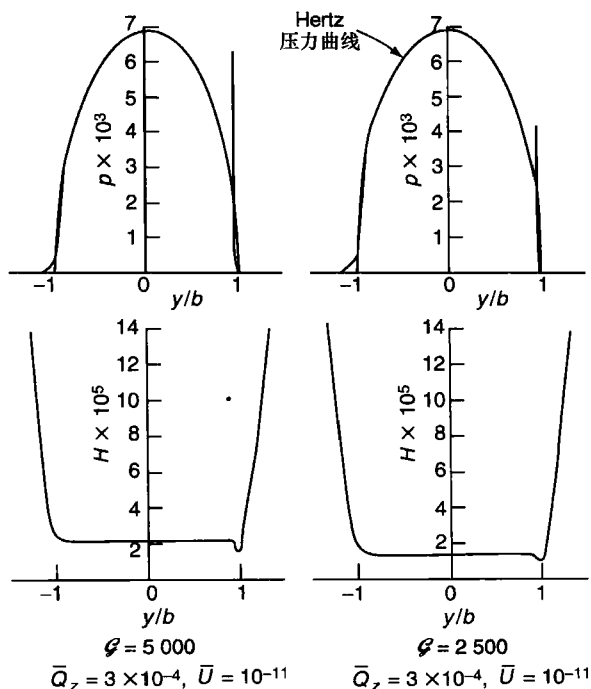 Hertz
压力曲线
7
6
5
4
3
2
1
p × 10³
−1
0
1
y/b
7
6
5
4
3
2
1
p × 10³
−1
0
1
y/b
14
12
10
8
6
4
2
H × 10⁵
−1
0
1
y/b
14
12
10
8
6
4
2
H × 10⁵
−1
0
1
y/b
𝒢 = 5 000
Q̄z = 3 ×10⁻⁴, Ū = 10⁻¹¹
𝒢 = 2 500
Q̄z = 3 ×10⁻⁴, Ū = 10⁻¹¹